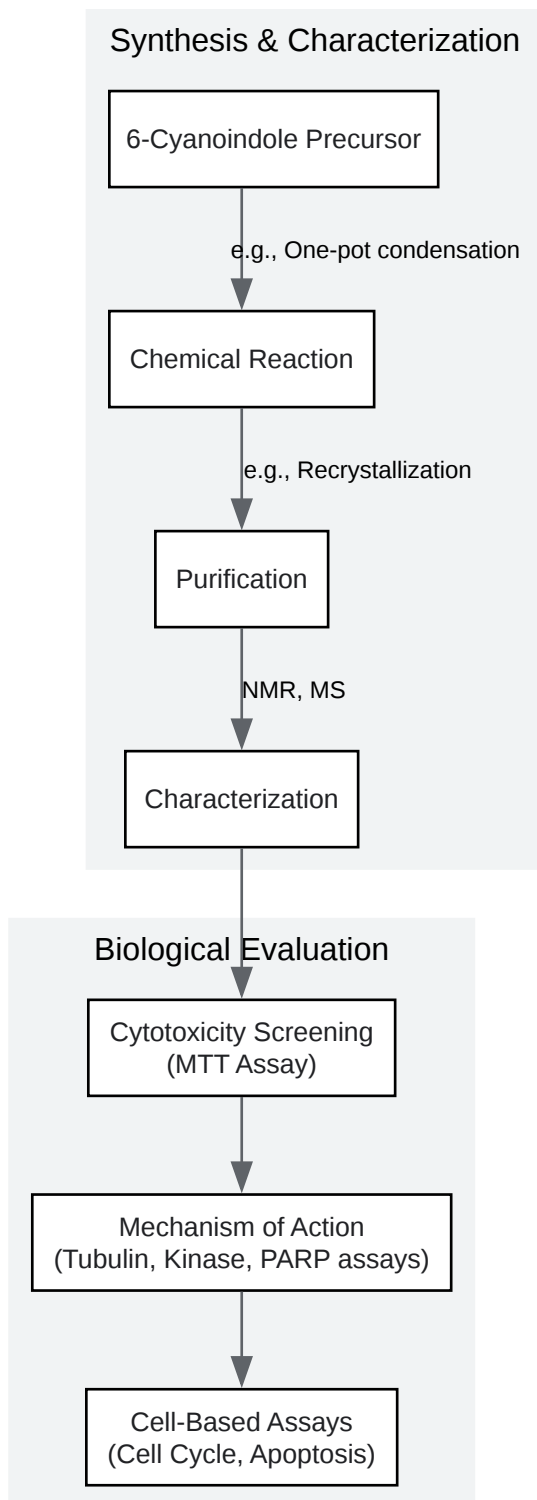 Synthesis & Characterization
6-Cyanoindole Precursor
e.g., One-pot condensation
Chemical Reaction
e.g., Recrystallization
Purification
NMR, MS
Characterization
Biological Evaluation
Cytotoxicity Screening
(MTT Assay)
Mechanism of Action
(Tubulin, Kinase, PARP assays)
Cell-Based Assays
(Cell Cycle, Apoptosis)